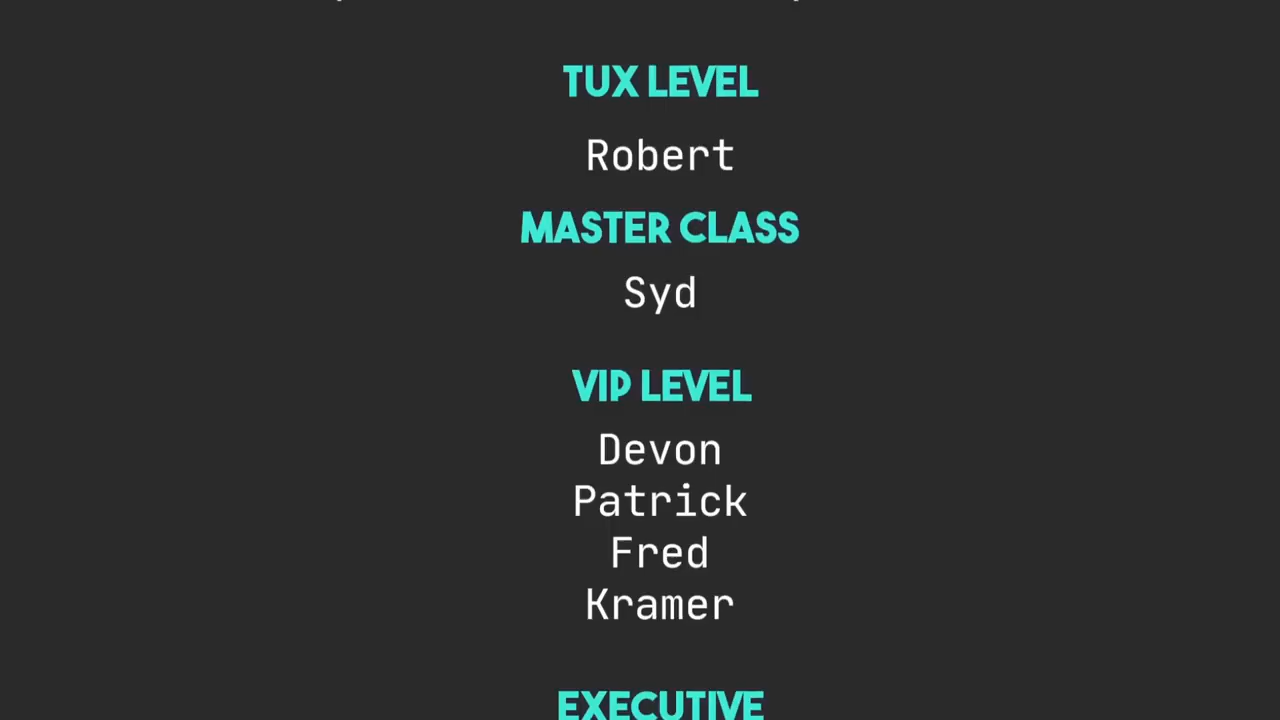 TUX LEVEL
Robert
MASTER CLASS
Syd
VIP LEVEL
Devon
Patrick
Fred
Kramer
EXECUTIVE